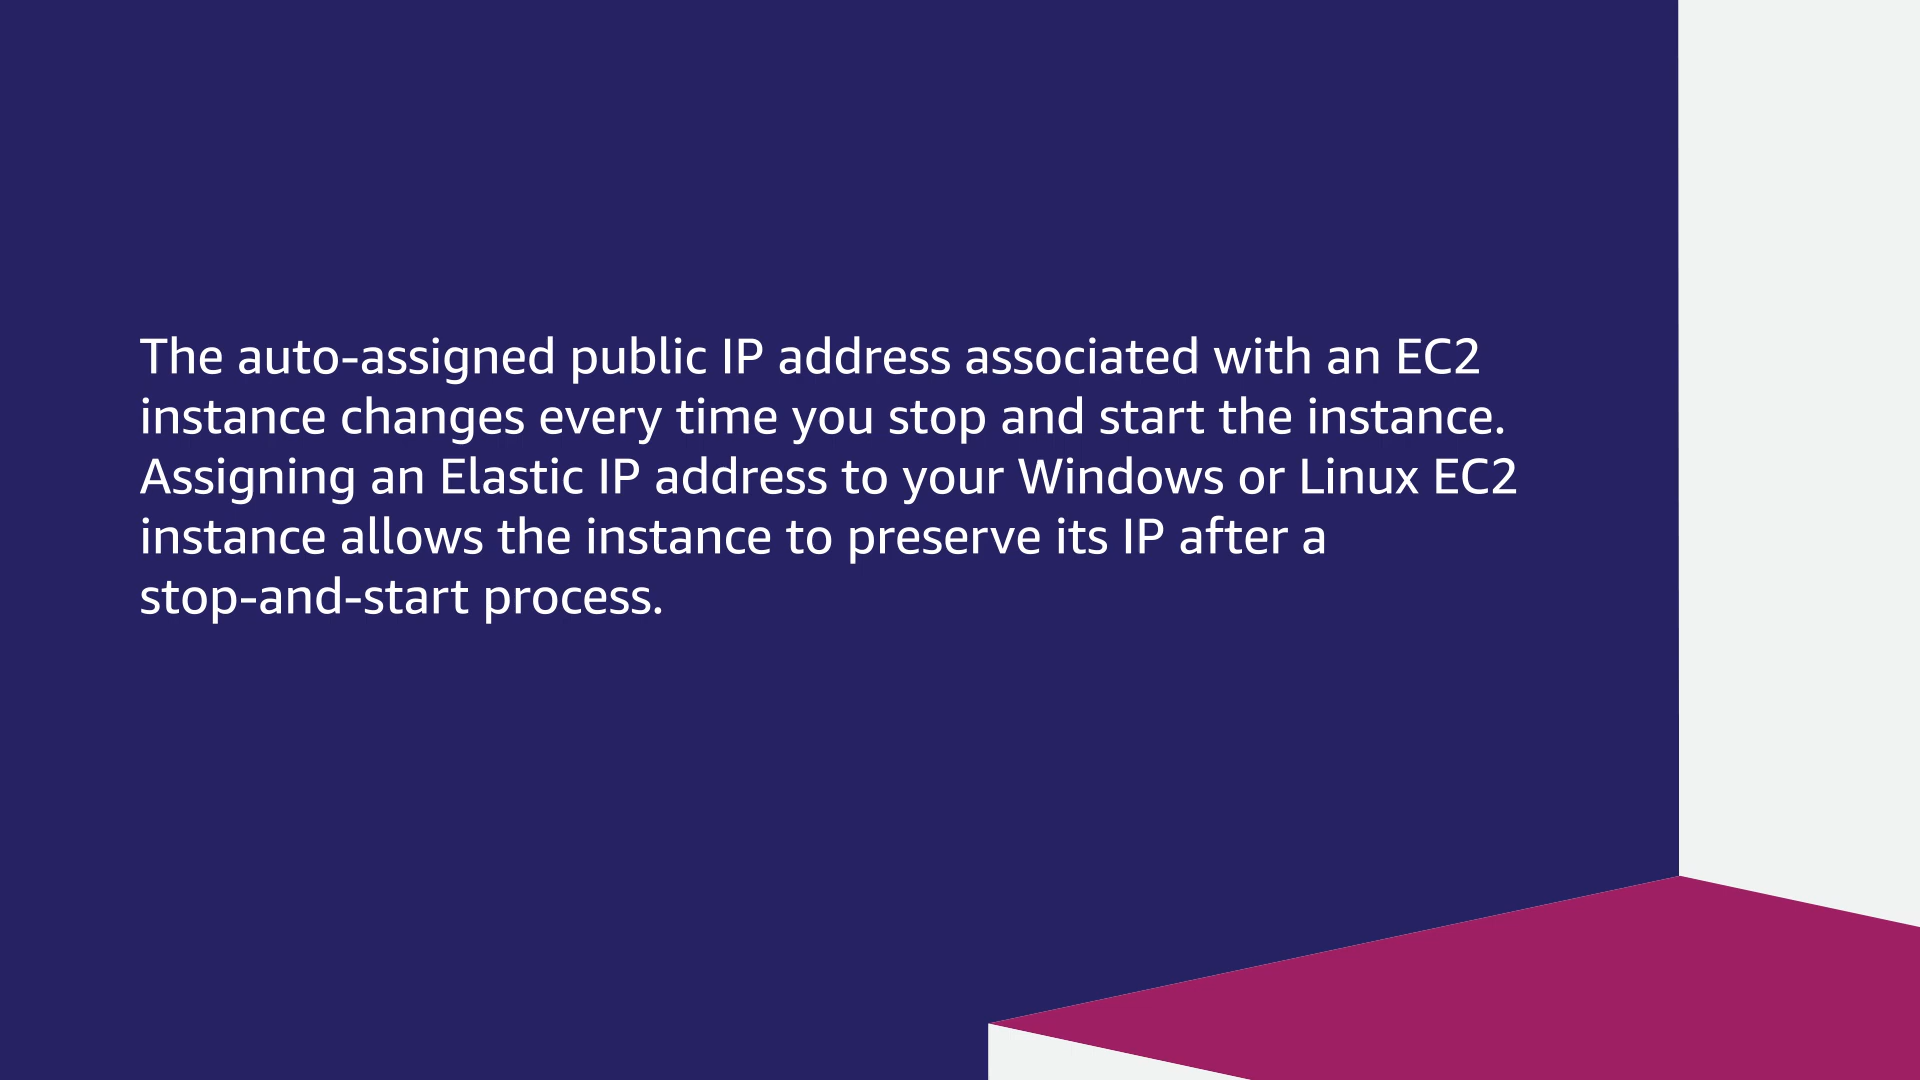 The auto-assigned public IP address associated with an EC2
instance changes every time you stop and start the instance.
Assigning an Elastic IP address to your Windows or Linux EC2
instance allows the instance to preserve its IP after a
stop-and-start process.